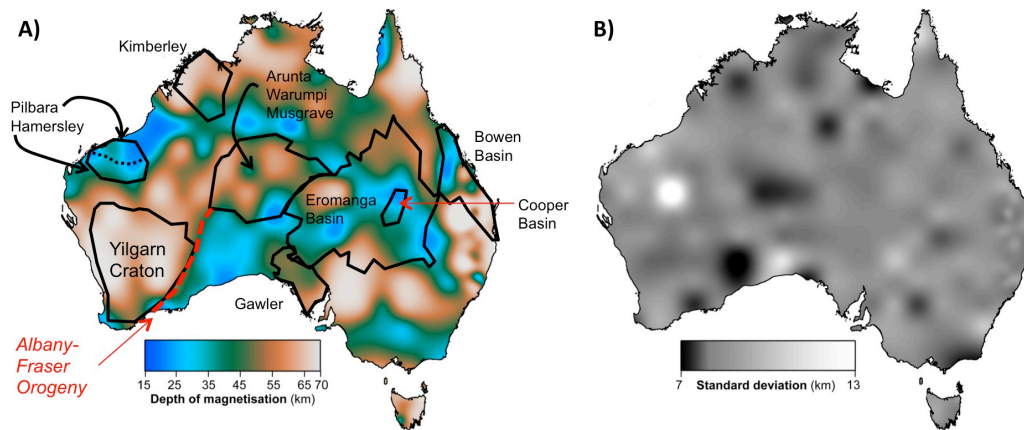 A)
Kimberley
Pilbara
Hamersley
Arunta
Warumpi
Musgrave
Bowen
Basin
Eromanga
Basin
Cooper
Basin
Yilgarn
Craton
Gawler
Albany-
Fraser
Orogeny
15 25 35 45 55 65 70
Depth of magnetisation (km)
B)
7 Standard deviation (km) 13